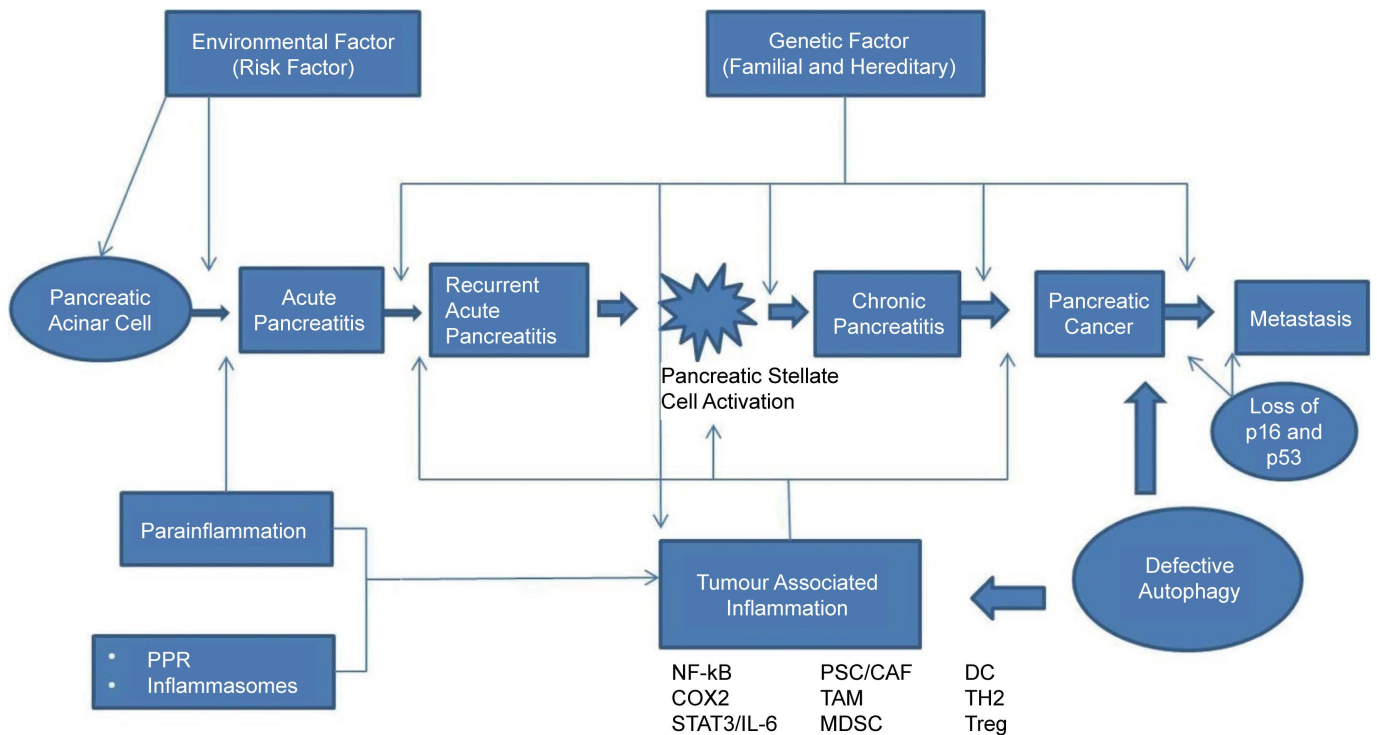 Environmental Factor
(Risk Factor)
Genetic Factor
(Familial and Hereditary)
Pancreatic
Acinar Cell
Acute
Pancreatitis
Recurrent
Acute
Pancreatitis
Pancreatic Stellate
Cell Activation
Chronic
Pancreatitis
Pancreatic
Cancer
Metastasis
Loss of
p16 and
p53
Parainflammation
Tumour Associated
Inflammation
Defective
Autophagy
• PPR
• Inflammasomes
NF-kB PSC/CAF DC
COX2 TAM TH2
STAT3/IL-6 MDSC Treg